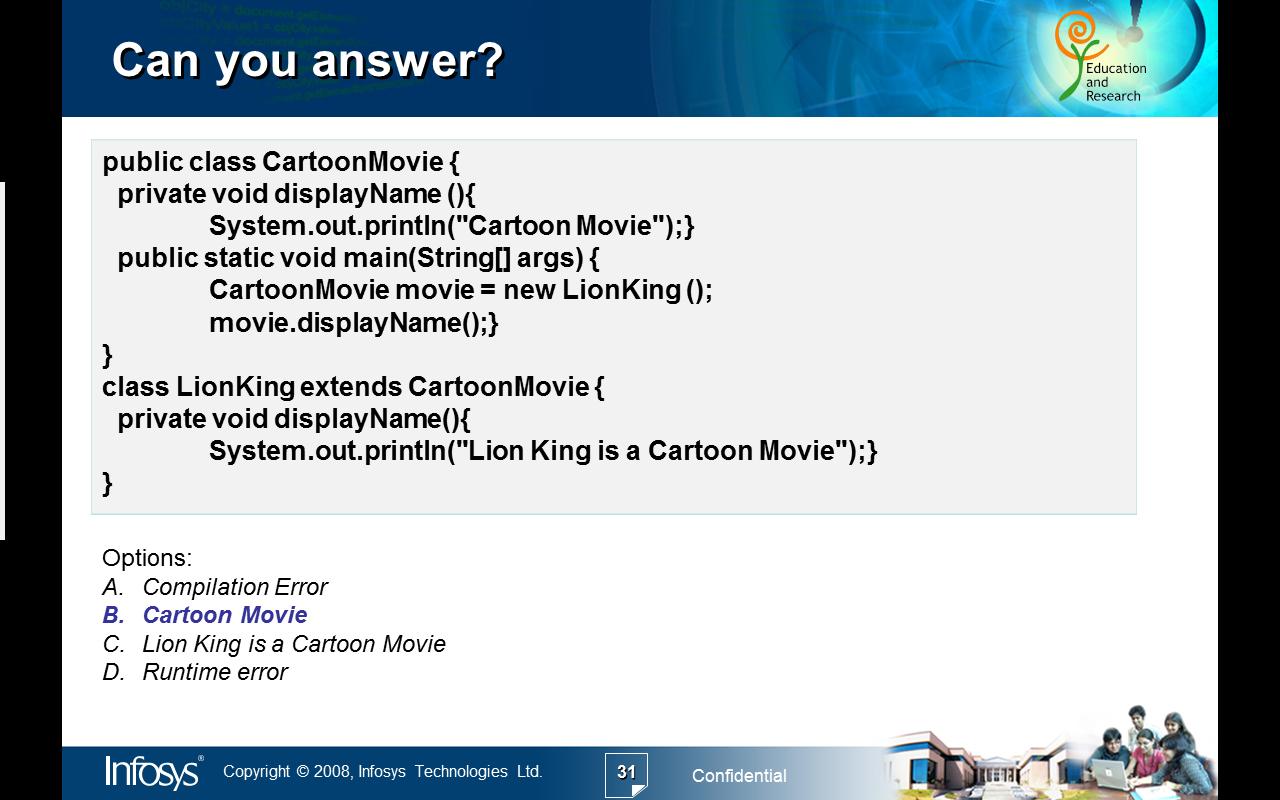 Can you answer?
Education
and
Research
public class CartoonMovie {
private void displayName (){
System.out.println("Cartoon Movie");}
public static void main(String[] args) {
CartoonMovie movie = new LionKing ();
movie.displayName();}
}
class LionKing extends CartoonMovie {
private void displayName(){
System.out.println("Lion King is a Cartoon Movie");}
}
Options:
A. Compilation Error
B. Cartoon Movie
C. Lion King is a Cartoon Movie
D. Runtime error
Infosys®
Copyright © 2008, Infosys Technologies Ltd.
31
Confidential